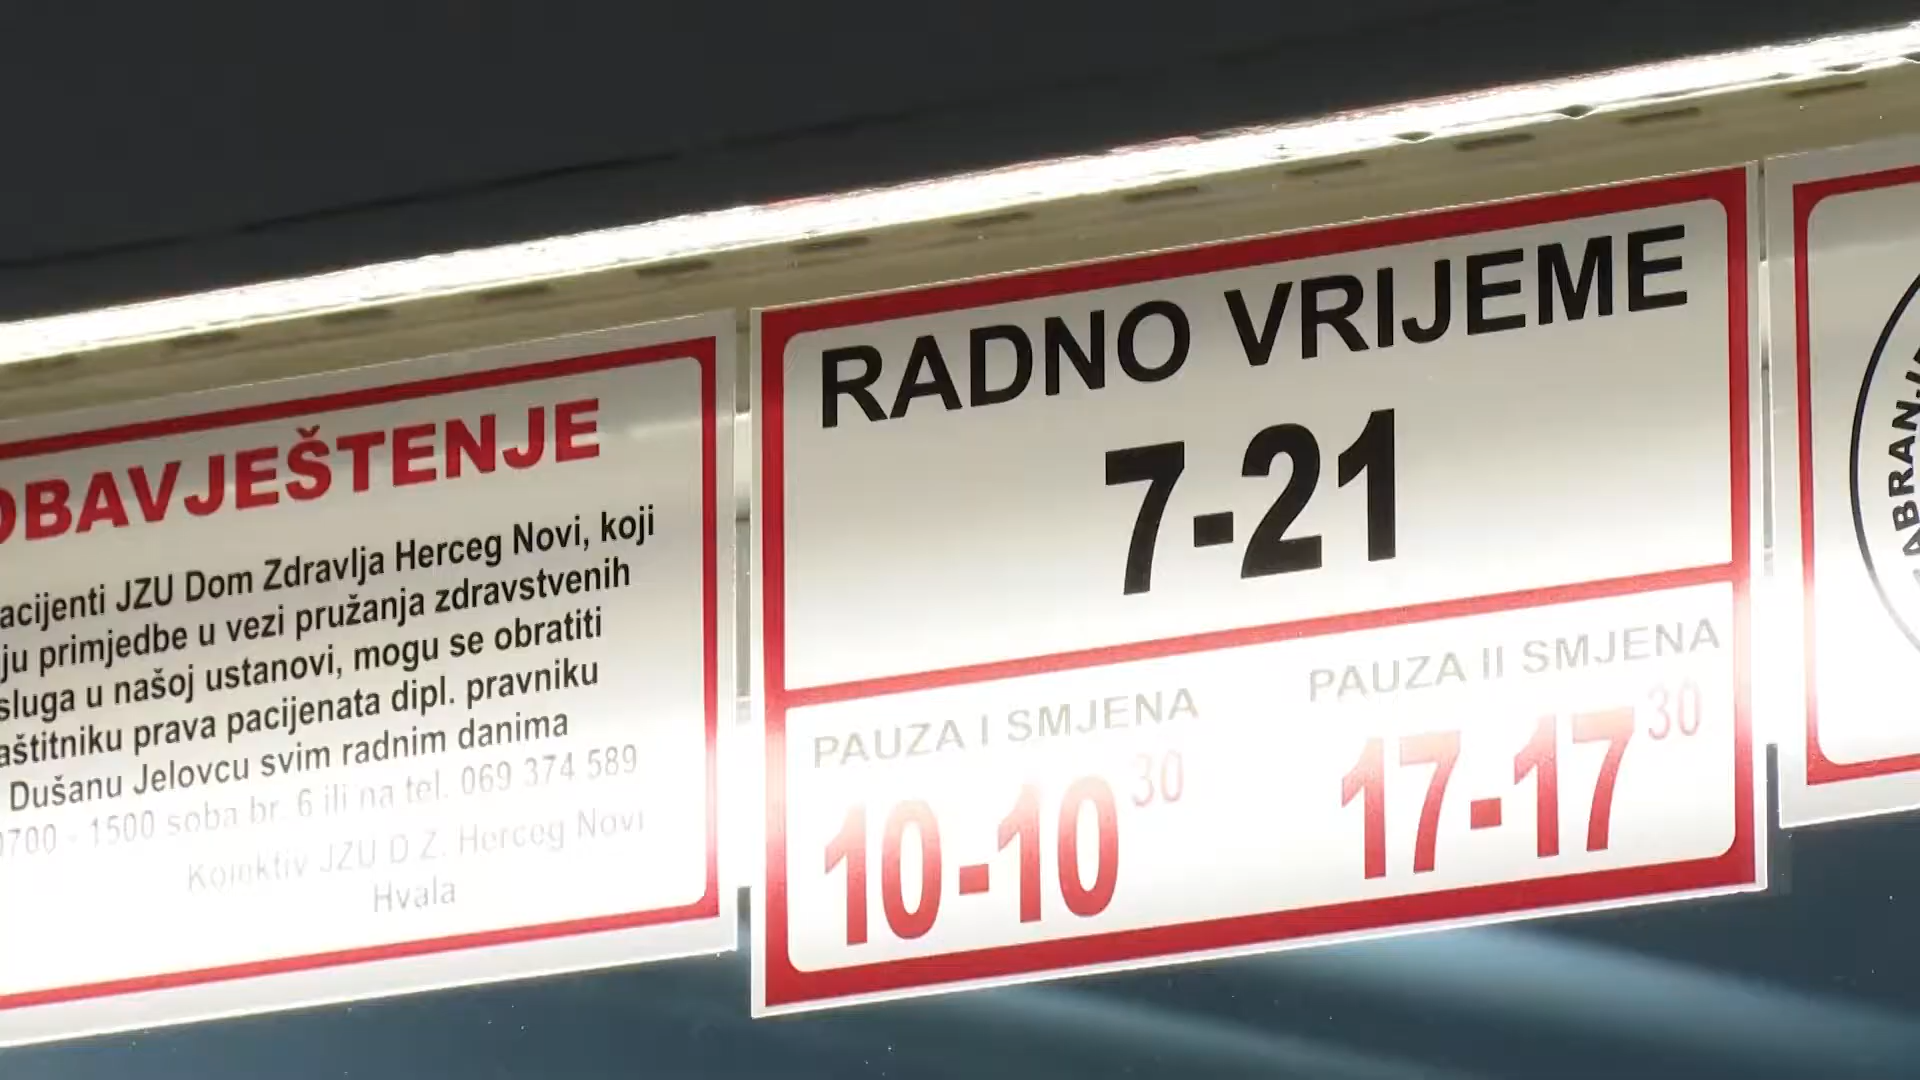 OBAVJEŠTENJE
acijenti JZU Dom Zdravlja Herceg Novi, koji
ju primjedbe u vezi pružanja zdravstvenih
sluga u našoj ustanovi, mogu se obratiti
aštitniku prava pacijenata dipl. pravniku
Dušanu Jelovcu svim radnim danima
0700 - 1500 soba br. 6 ili na tel. 069 374 589
Kolektiv JZU D.Z. Herceg Novi
Hvala
RADNO VRIJEME
7-21
PAUZA I SMJENA
10-10 30
PAUZA II SMJENA
17-17 30
ABRANJ